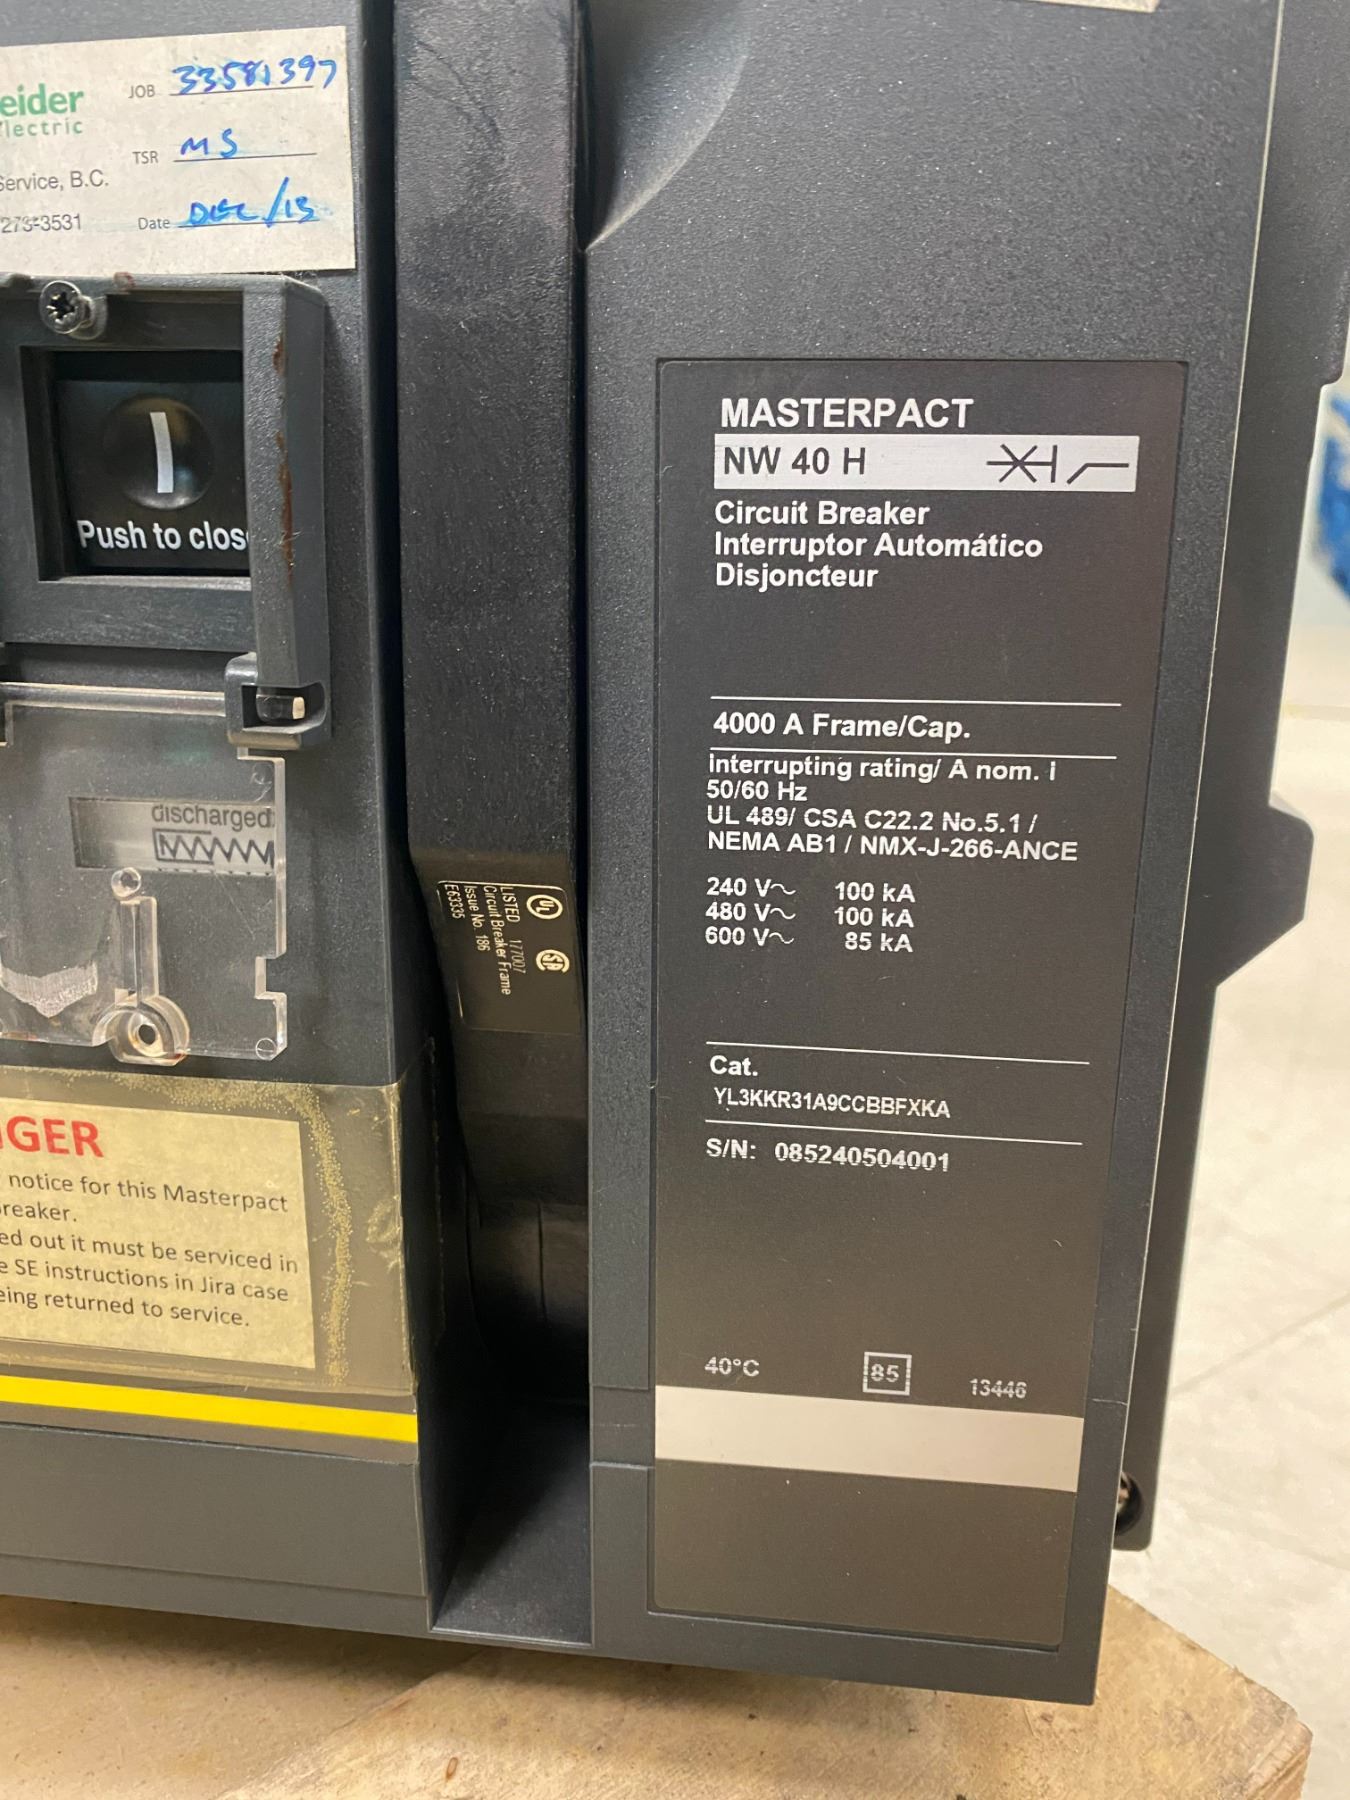 eider
lectric
Service, B.C.
273-3531
JOB 33581397
TSR MS
Date DEC/13
Push to clos
discharged
UL
LISTED 177007
Circuit Breaker Frame
Issue No. 186
E63335
MASTERPACT
NW 40 H
Circuit Breaker
Interruptor Automático
Disjoncteur
4000 A Frame/Cap.
Interrupting rating/ A nom. I
50/60 Hz
UL 489/ CSA C22.2 No.5.1 /
NEMA AB1 / NMX-J-266-ANCE
240 V~ 100 kA
480 V~ 100 kA
600 V~ 85 kA
Cat.
YL3KKR31A9CCBBFXKA
S/N: 085240504001
40°C 85 13446
GER
notice for this Masterpact
reaker.
ed out it must be serviced in
e SE instructions in Jira case
eing returned to service.